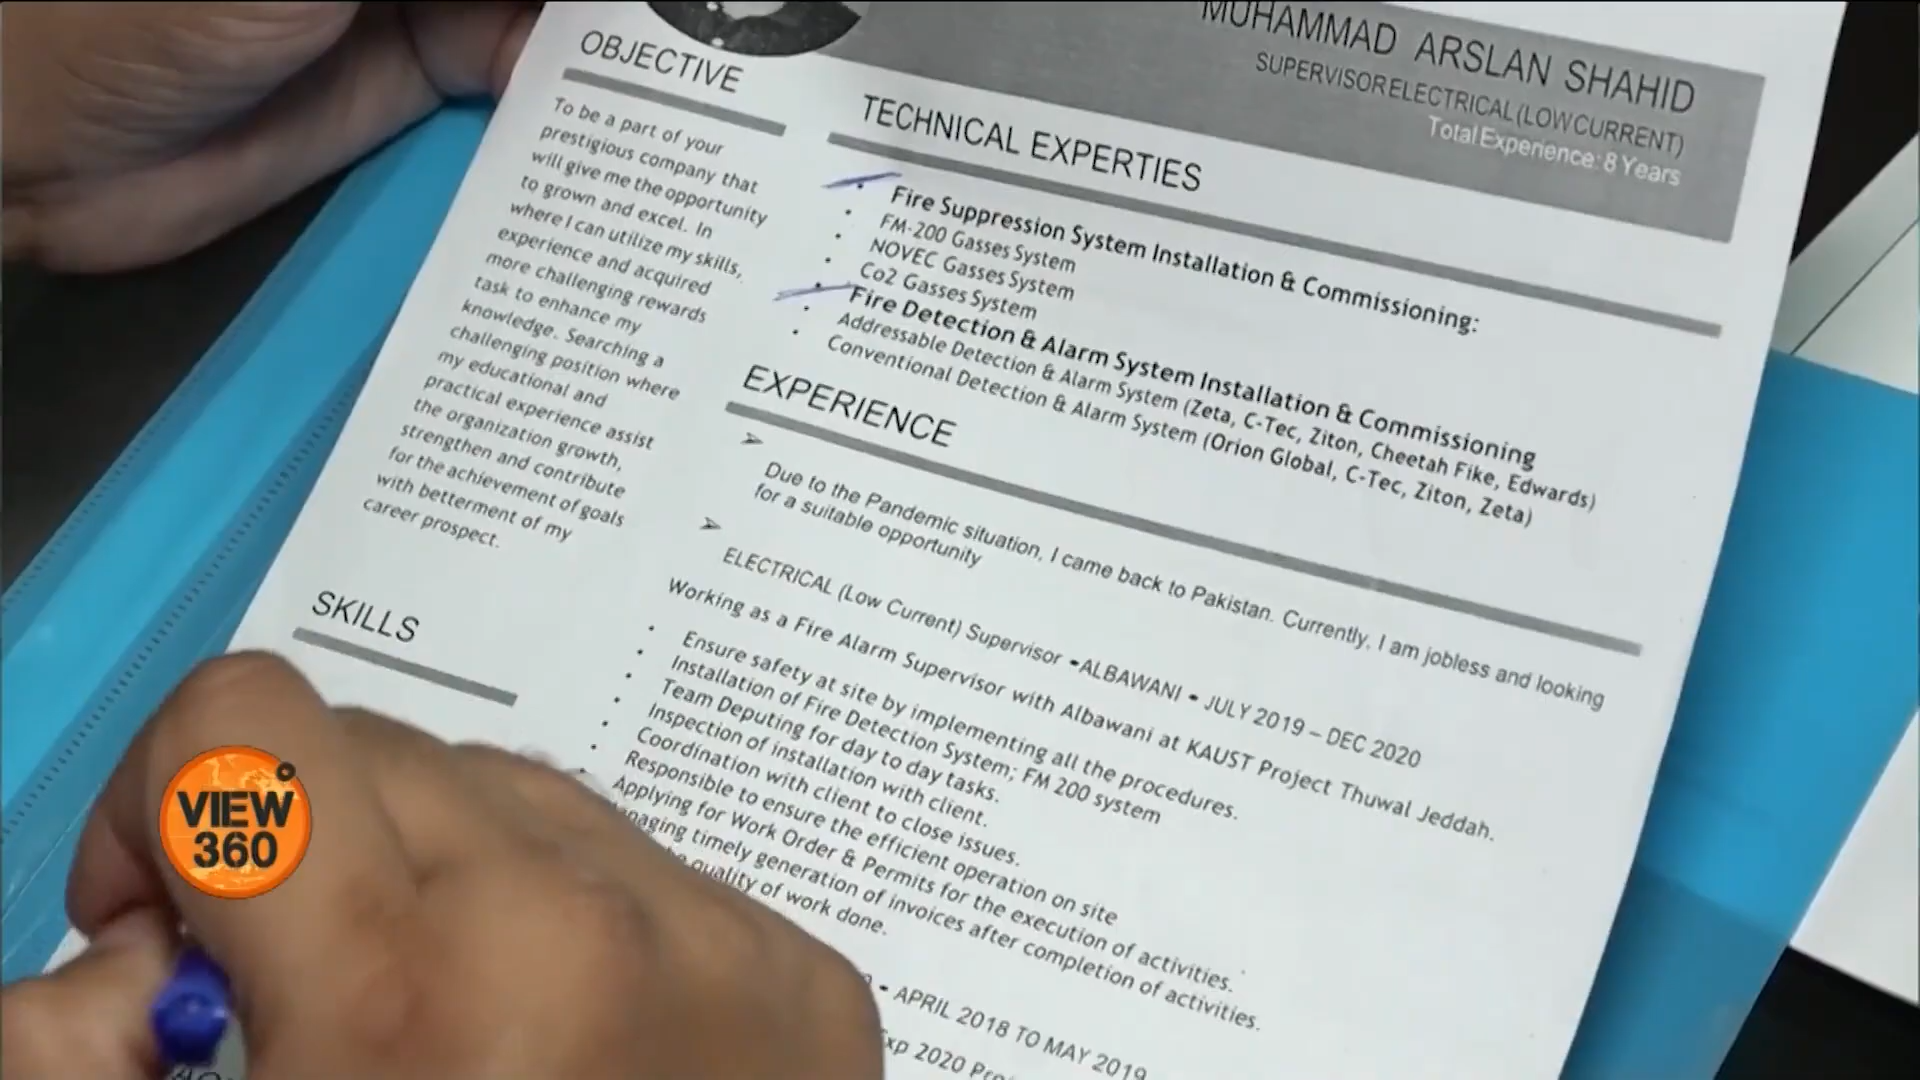 MUHAMMAD ARSLAN SHAHID
SUPERVISOR ELECTRICAL (LOW CURRENT)
Total Experience: 8 Years
OBJECTIVE
To be a part of your
prestigious company that
will give me the opportunity
to grown and excel. In
where I can utilize my skills,
experience and acquired
more challenging rewards
task to enhance my
knowledge. Searching a
challenging position where
my educational and
practical experience assist
the organization growth,
strengthen and contribute
for the achievement of goals
with betterment of my
career prospect.
SKILLS
TECHNICAL EXPERTIES
• Fire Suppression System Installation & Commissioning:
• FM-200 Gasses System
• NOVEC Gasses System
• Co2 Gasses System
• Fire Detection & Alarm System Installation & Commissioning
• Addressable Detection & Alarm System (Zeta, C-Tec, Ziton, Cheetah Fike, Edwards)
• Conventional Detection & Alarm System (Orion Global, C-Tec, Ziton, Zeta)
EXPERIENCE
➢ Due to the Pandemic situation, I came back to Pakistan. Currently, I am jobless and looking
for a suitable opportunity
➢ ELECTRICAL (Low Current) Supervisor •ALBAWANI • JULY 2019 – DEC 2020
Working as a Fire Alarm Supervisor with Albawani at KAUST Project Thuwal Jeddah.
• Ensure safety at site by implementing all the procedures.
• Installation of Fire Detection System; FM 200 system
• Team Deputing for day to day tasks.
• Inspection of installation with client.
• Coordination with client to close issues.
• Responsible to ensure the efficient operation on site
• Applying for Work Order & Permits for the execution of activities.
timely generation of invoices after completion of activities.
quality of work done.
• APRIL 2018 TO MAY 2019
2020
VIEW
360°